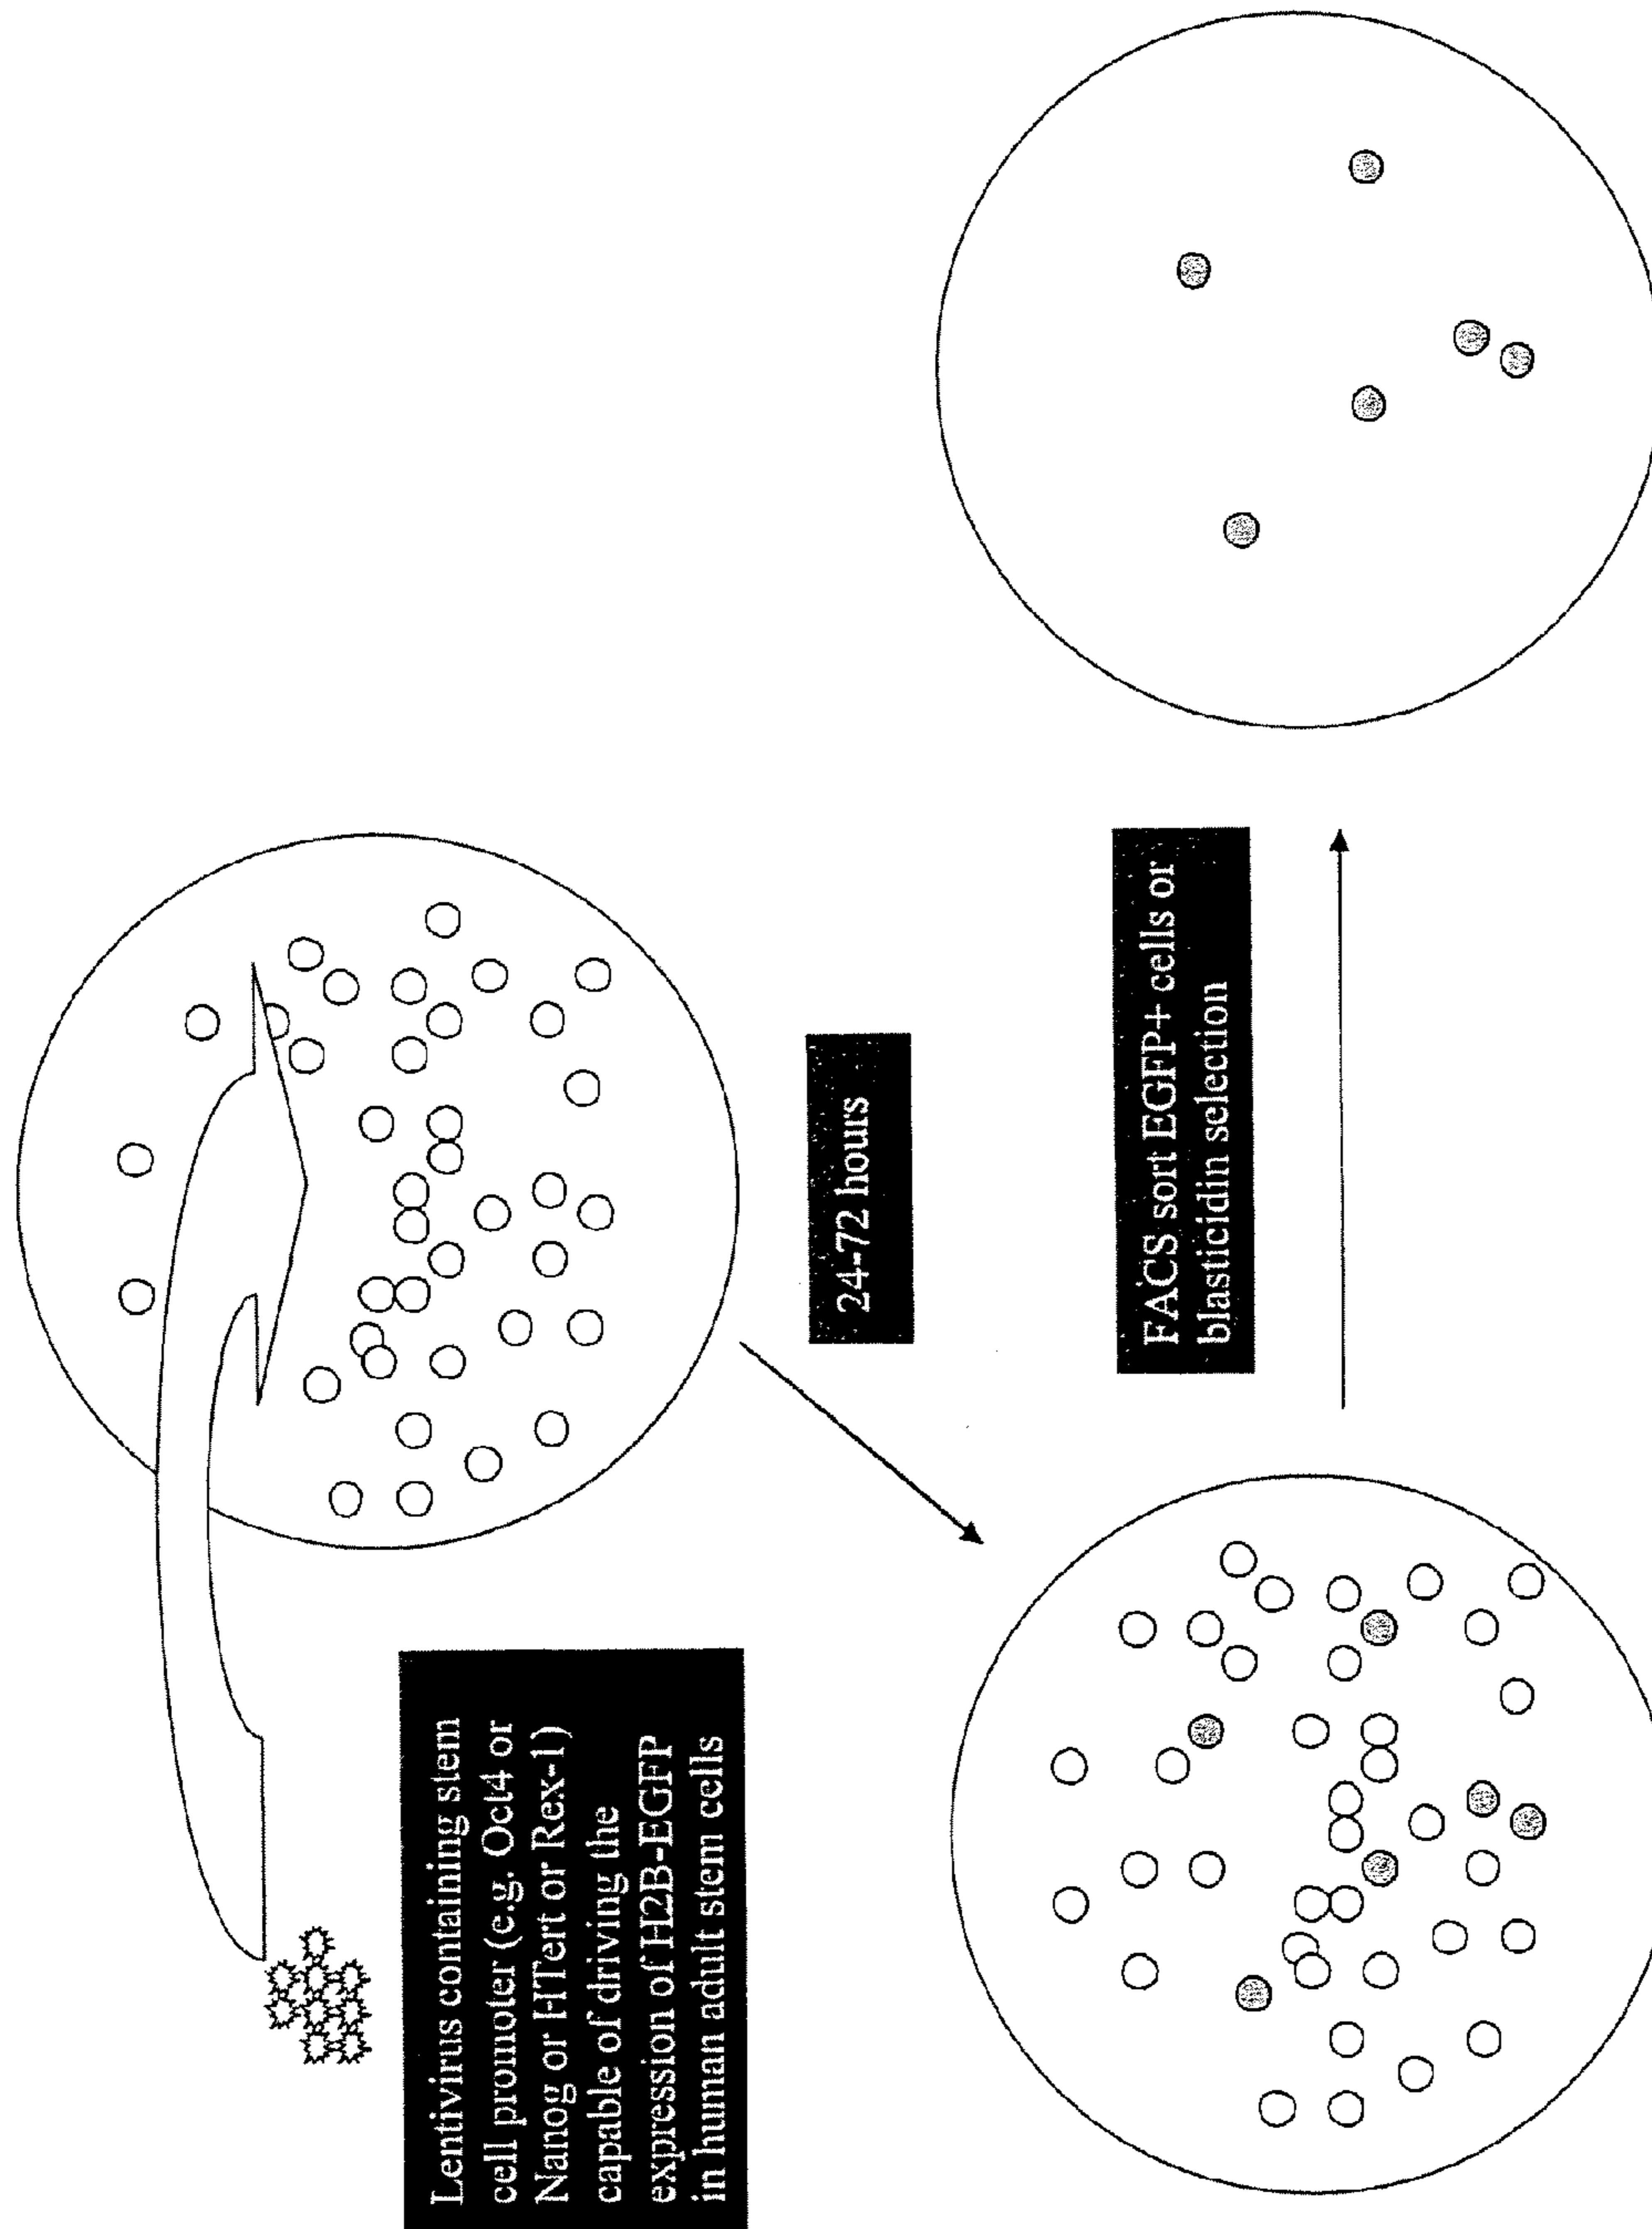 Lentivirus containing stem
cell promoter (e.g. Oct4 or
Nanog or HTert or Rex-1)
capable of driving the
expression of H2B-EGFP
in human adult stem cells
24-72 hours
FACS sort EGFP+ cells or
blasticidin selection